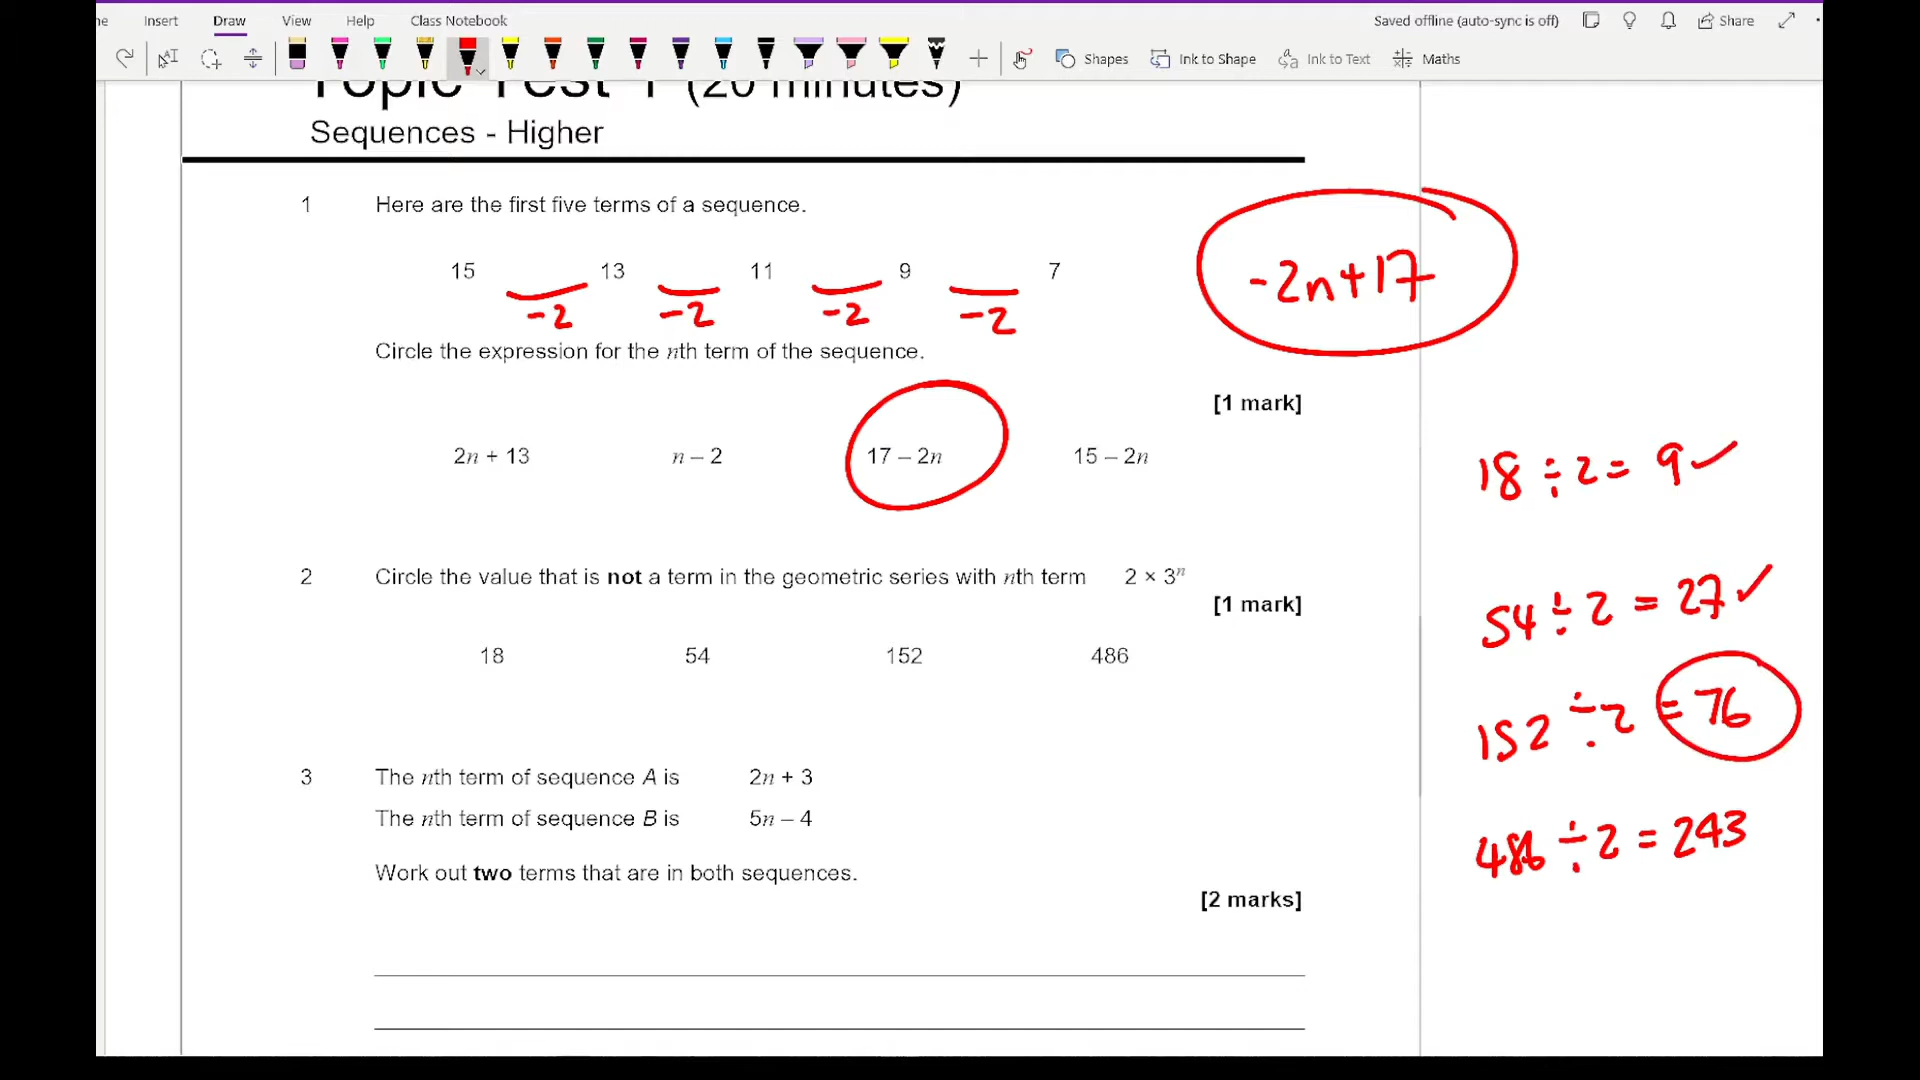 Insert Draw View Help Class Notebook Saved offline (auto-sync is off) Share
Shapes Ink to Shape Ink to Text Maths
Topic Test 1 (20 minutes)
Sequences - Higher
1 Here are the first five terms of a sequence.
15 13 11 9 7
-2 -2 -2 -2
-2n+17
Circle the expression for the nth term of the sequence.
[1 mark]
2n + 13 n – 2 17 – 2n 15 – 2n
18 ÷ 2 = 9 ✓
2 Circle the value that is not a term in the geometric series with nth term 2 × 3ⁿ
[1 mark]
54 ÷ 2 = 27 ✓
18 54 152 486
152 ÷ 2 = 76
3 The nth term of sequence A is 2n + 3
The nth term of sequence B is 5n – 4
486 ÷ 2 = 243
Work out two terms that are in both sequences.
[2 marks]